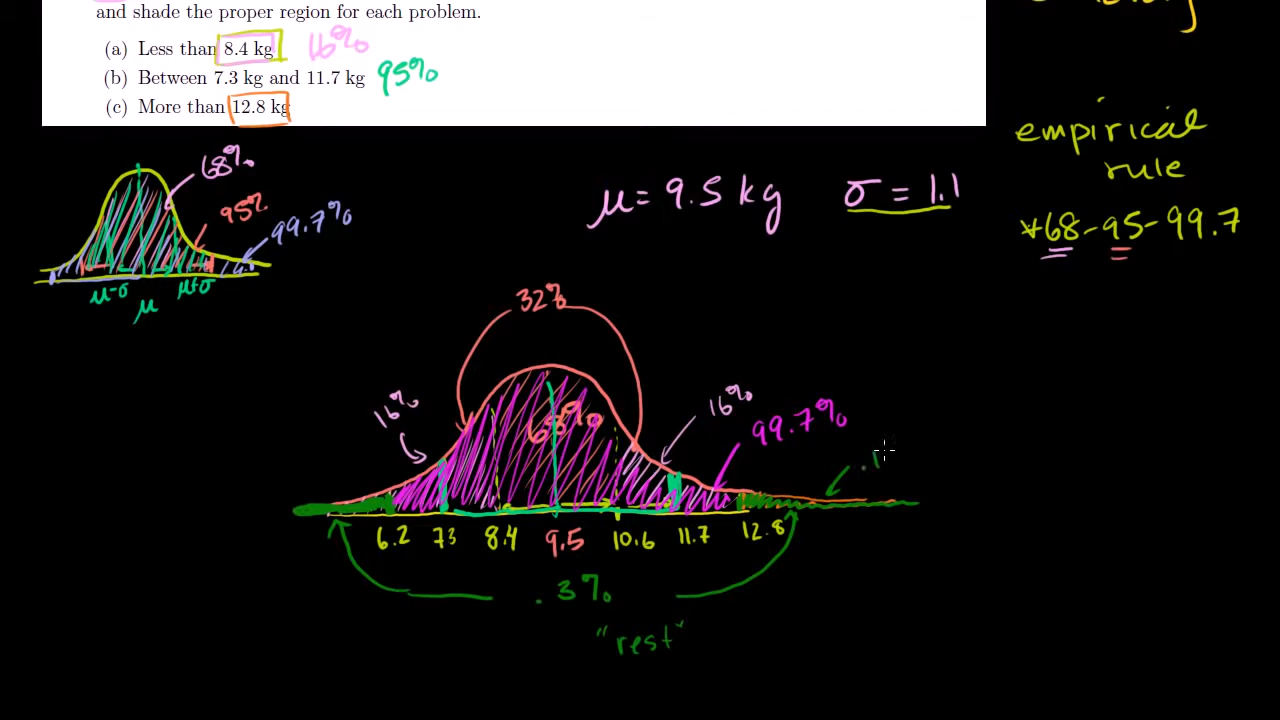 and shade the proper region for each problem.
(a) Less than 8.4 kg 16%
(b) Between 7.3 kg and 11.7 kg 95%
(c) More than 12.8 kg
empirical
rule
*68-95-99.7
68%
95%
99.7%
μ-σ μ μ+σ
μ = 9.5 kg σ = 1.1
32%
16%
68%
16%
99.7%
.1
6.2 73 8.4 9.5 10.6 11.7 12.8
.3%
"rest"